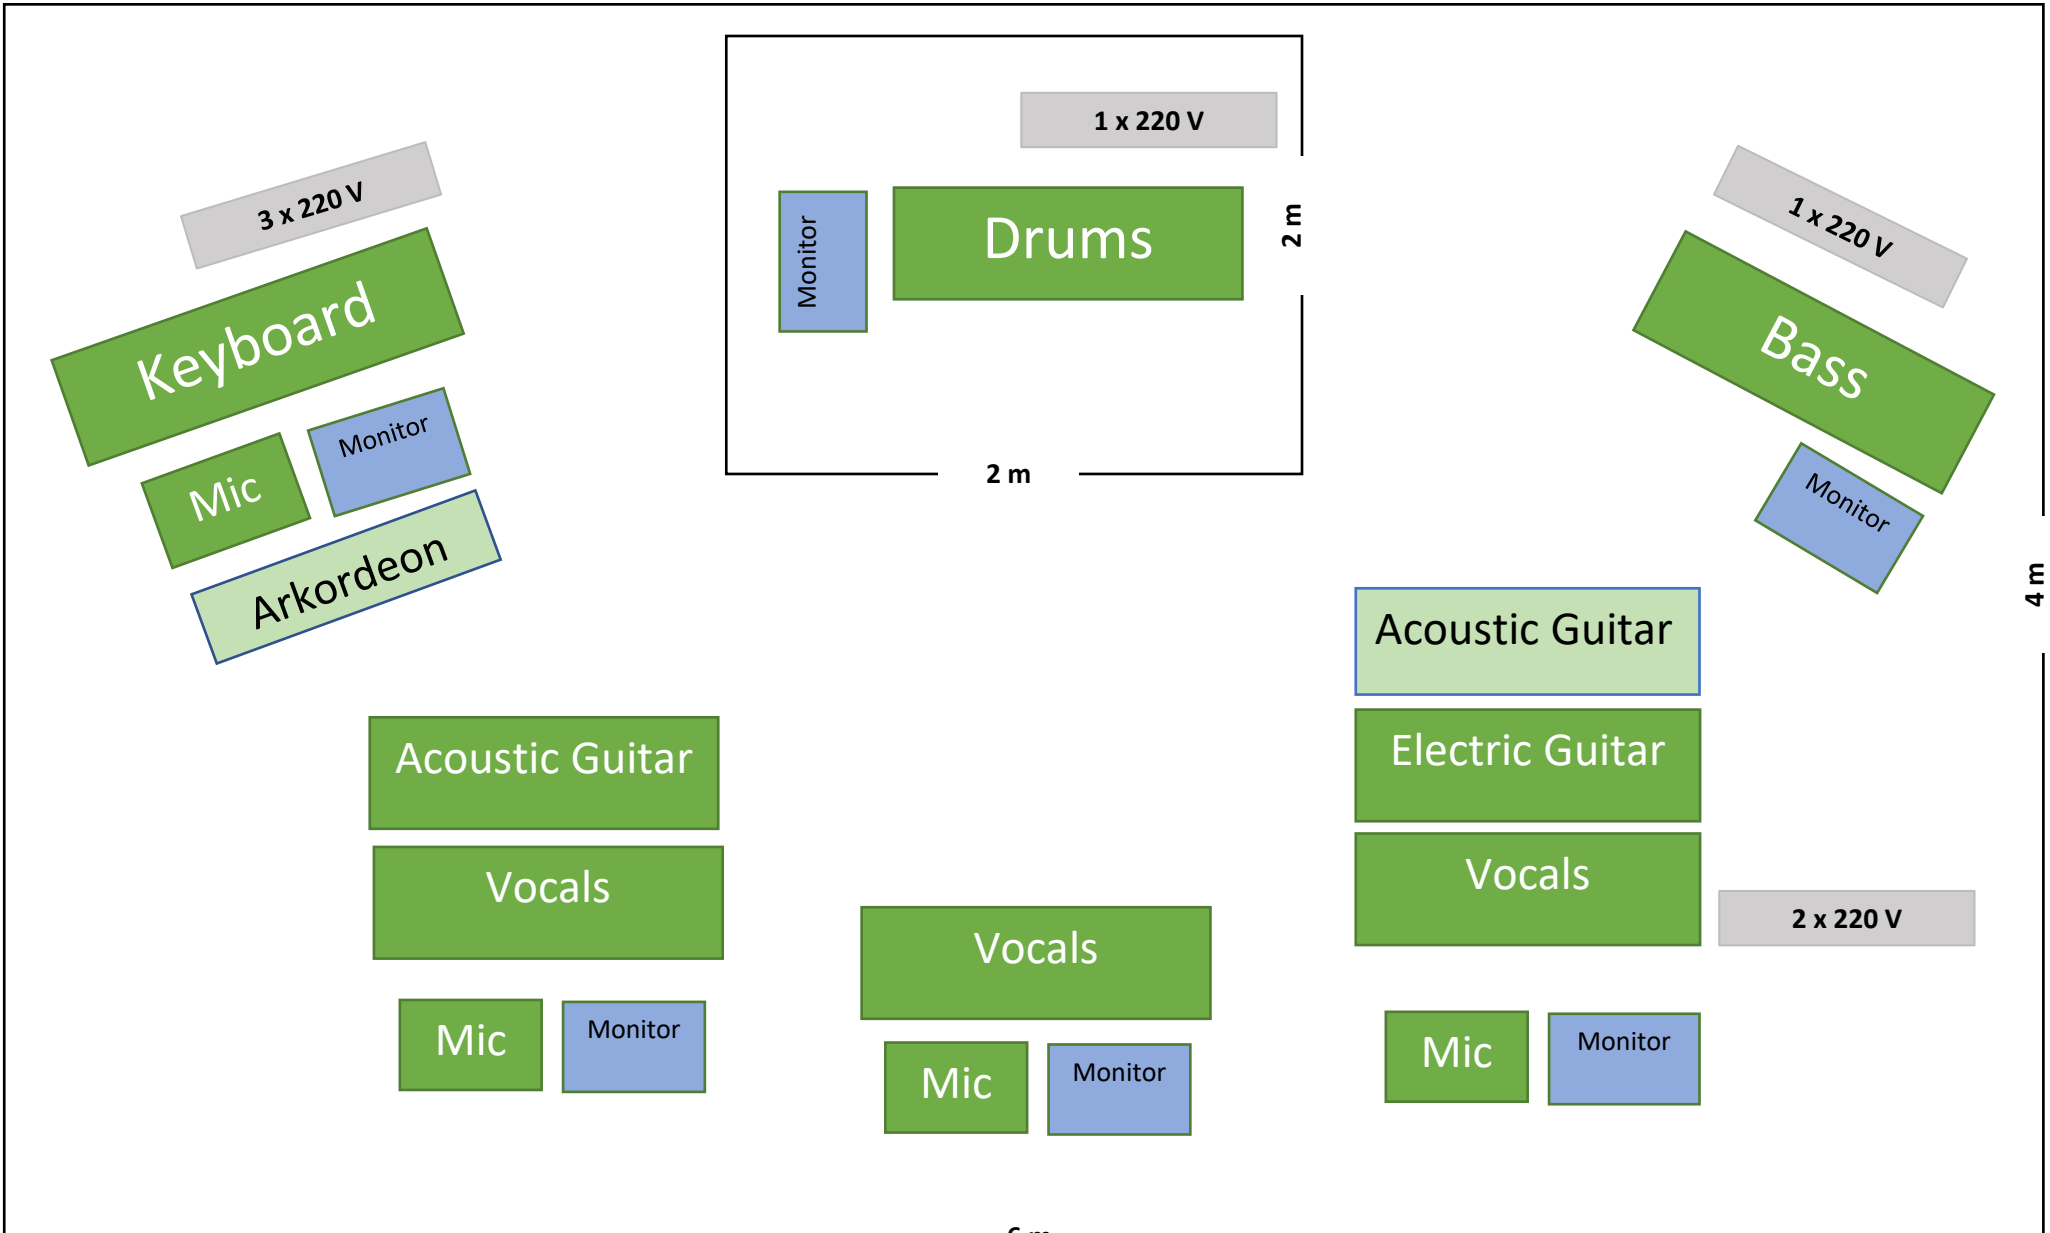 1 x 220 V
3 x 220 V
Monitor
Drums
2 m
1 x 220 V
Keyboard
Bass
Monitor
Mic
2 m
Monitor
Arkordeon
4 m
Acoustic Guitar
Acoustic Guitar
Electric Guitar
Vocals
Vocals
Vocals
2 x 220 V
Mic
Monitor
Mic
Monitor
Mic
Monitor